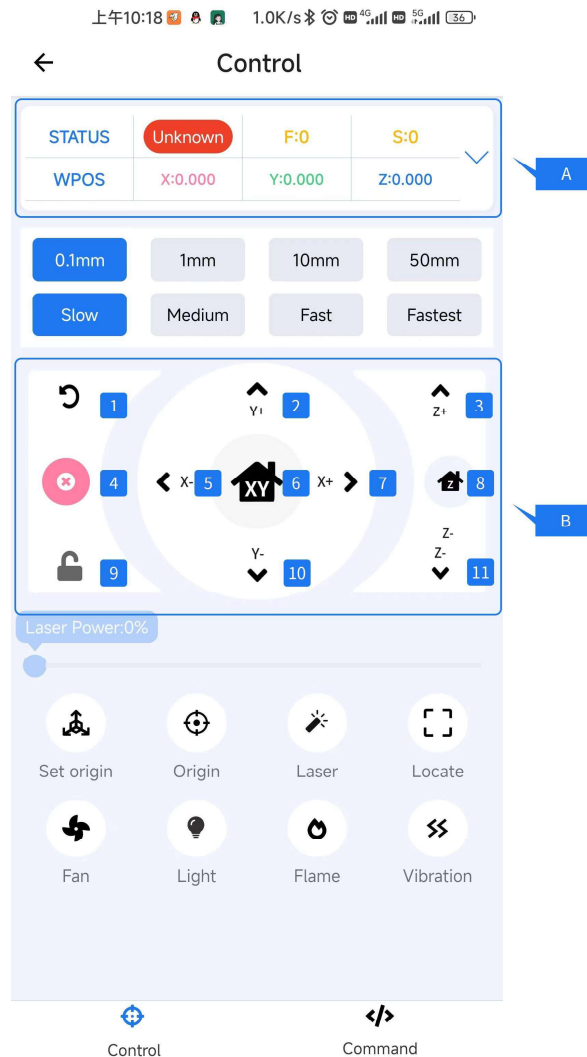 上午10:18 1.0K/s HD 4G HD 5G 36
Control
STATUS Unknown F:0 S:0
WPOS X:0.000 Y:0.000 Z:0.000
A
0.1mm 1mm 10mm 50mm
Slow Medium Fast Fastest
1 Y+ 2 Z+ 3
4 X- 5 XY 6 X+ 7 Z 8
B
Z-
9 Y- 10 Z- 11
Laser Power:0%
Set origin Origin Laser Locate
Fan Light Flame Vibration
Control Command